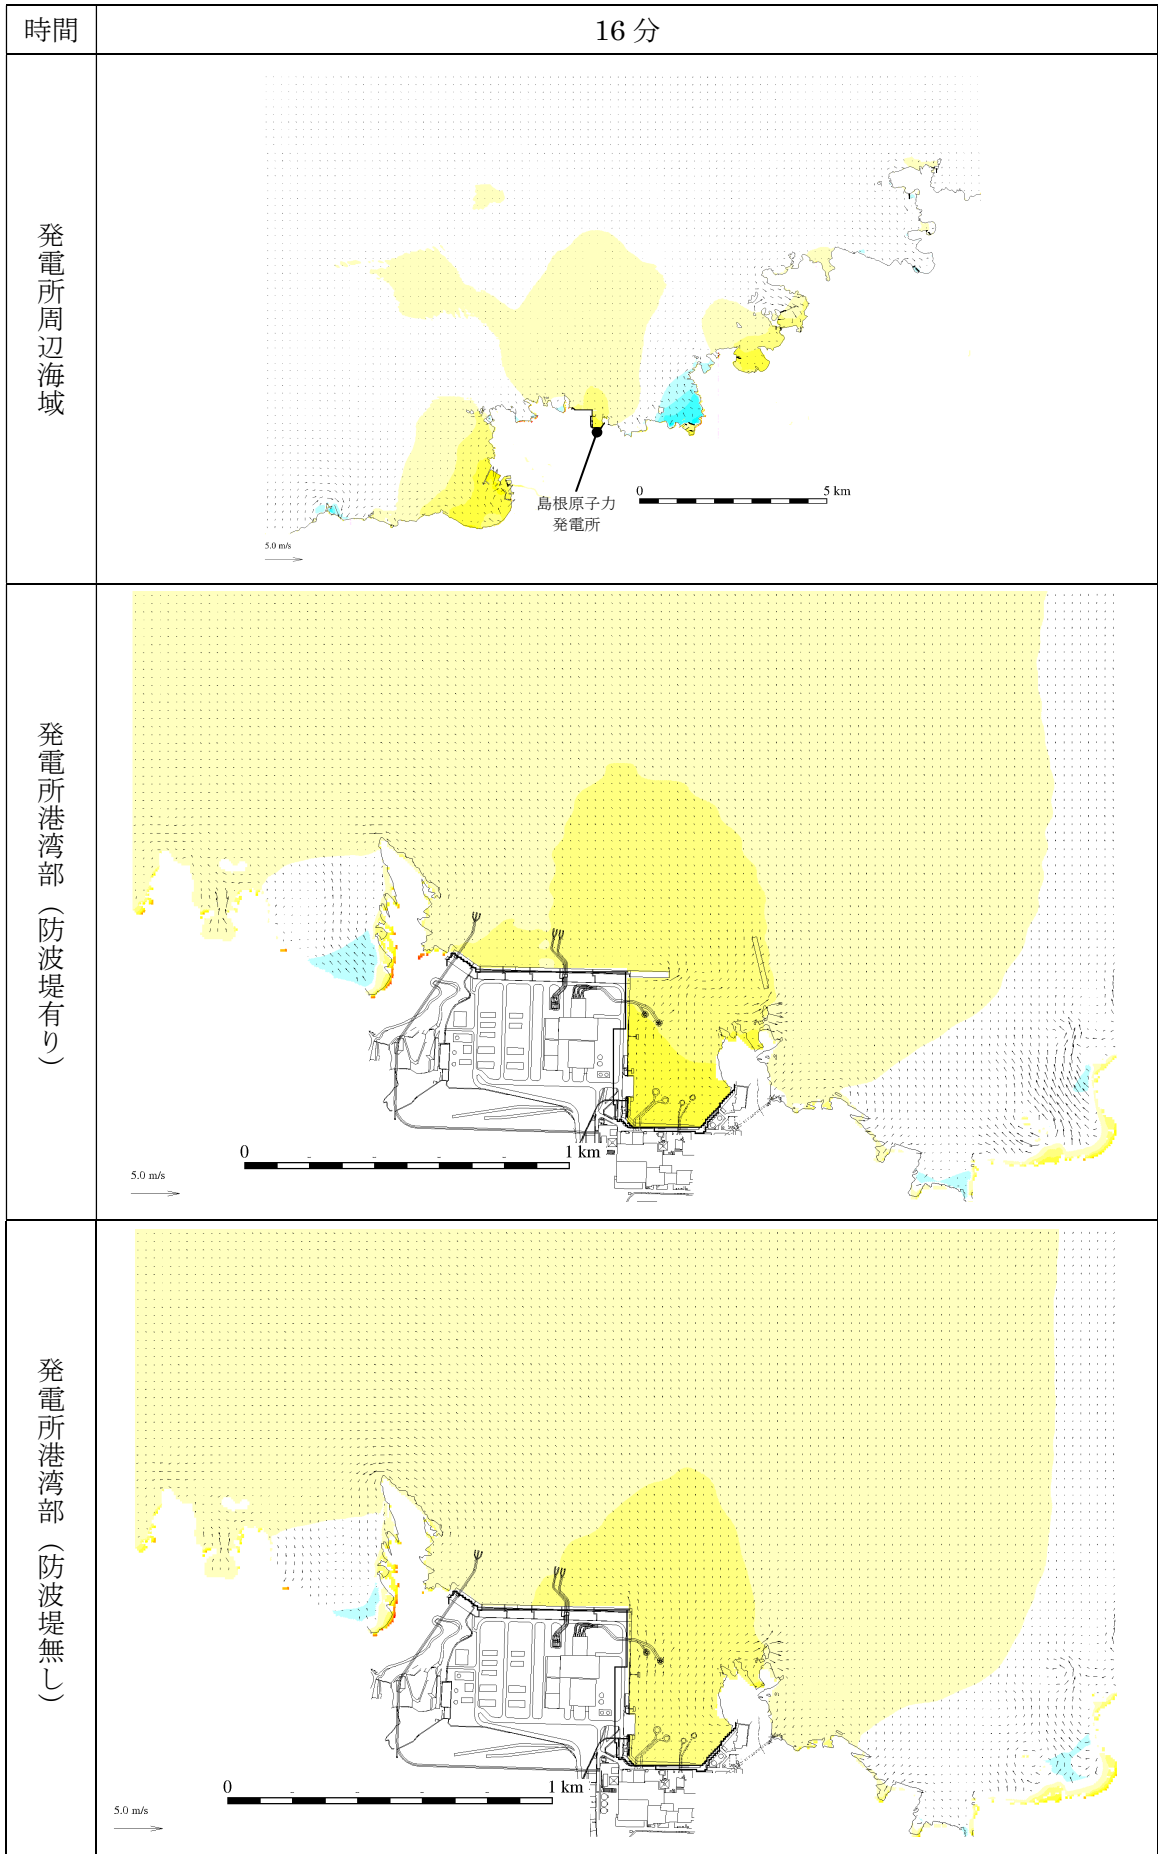 時間
16 分
発電所周辺海域
島根原子力
発電所
0 5 km
5.0 m/s
発電所港湾部（防波堤有り）
0 1 km
5.0 m/s
発電所港湾部（防波堤無し）
0 1 km
5.0 m/s